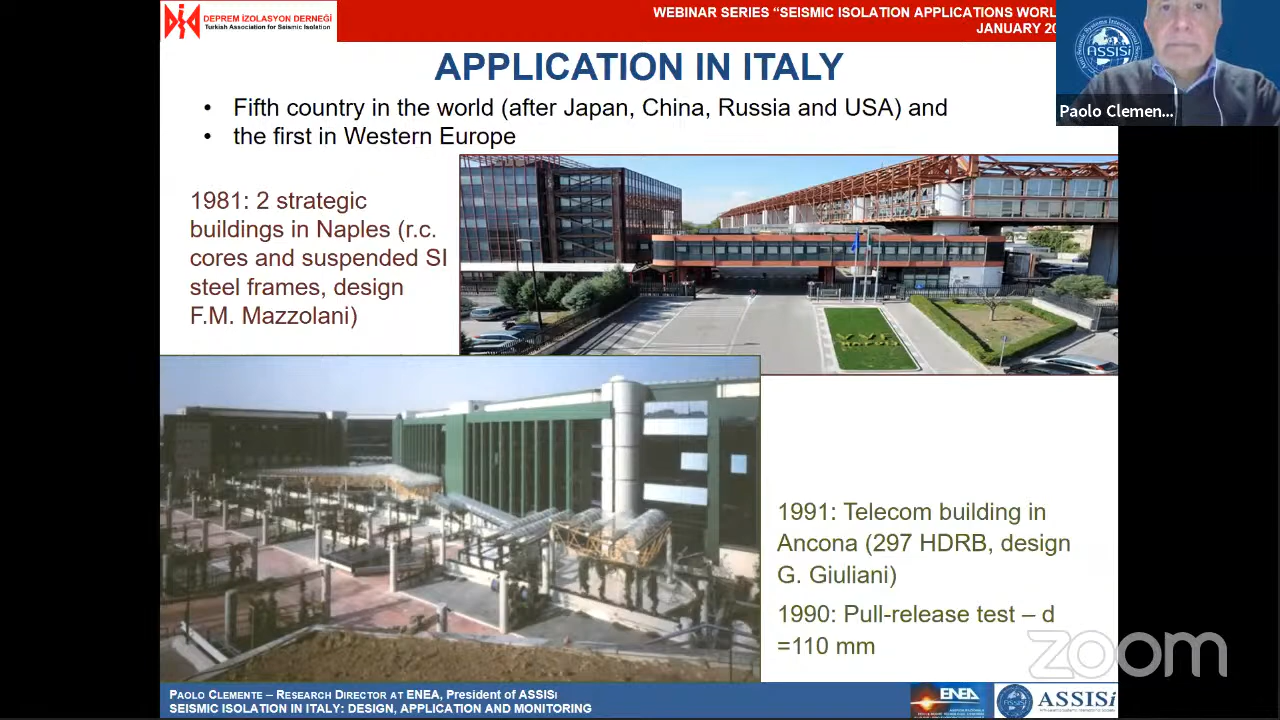 DEPREM İZOLASYON DERNEĞİ
Turkish Association for Seismic Isolation
WEBINAR SERIES “SEISMIC ISOLATION APPLICATIONS
JANUARY
ASSISi
Paolo Clemen...
APPLICATION IN ITALY
• Fifth country in the world (after Japan, China, Russia and USA) and
• the first in Western Europe
1981: 2 strategic
buildings in Naples (r.c.
cores and suspended SI
steel frames, design
F.M. Mazzolani)
1991: Telecom building in
Ancona (297 HDRB, design
G. Giuliani)
1990: Pull-release test – d
=110 mm
zoom
PAOLO CLEMENTE – RESEARCH DIRECTOR AT ENEA, President of ASSISi
SEISMIC ISOLATION IN ITALY: DESIGN, APPLICATION AND MONITORING
ENEA
ASSISi